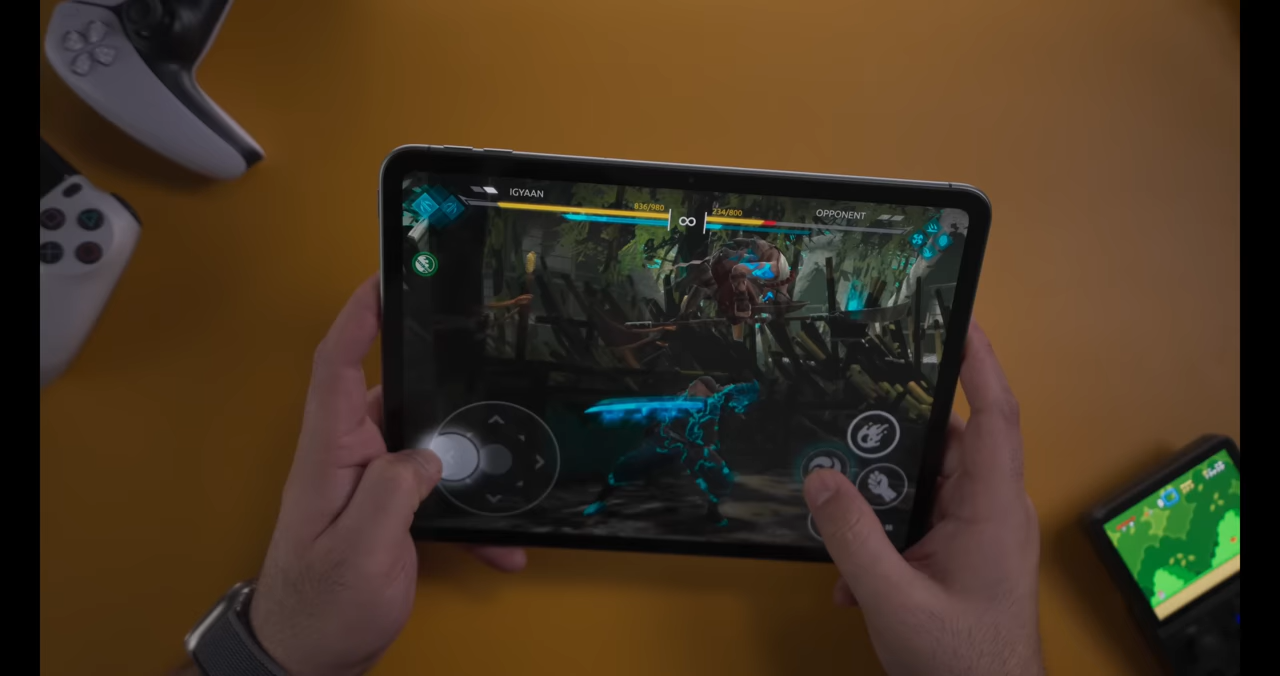 IGYAAN
836/980
∞
234/800
OPPONENT